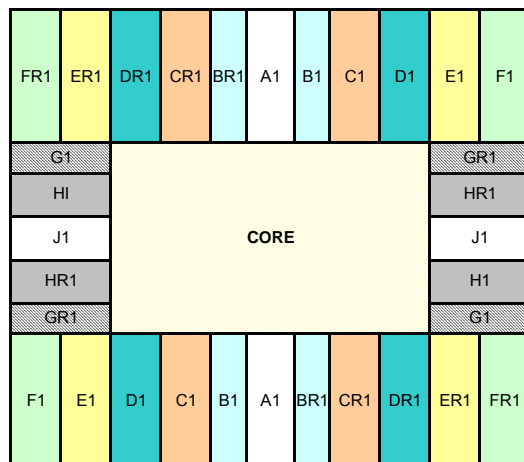 FR1 ER1 DR1 CR1 BR1 A1 B1 C1 D1 E1 F1
G1 GR1
HI HR1
J1 CORE J1
HR1 H1
GR1 G1
F1 E1 D1 C1 B1 A1 BR1 CR1 DR1 ER1 FR1